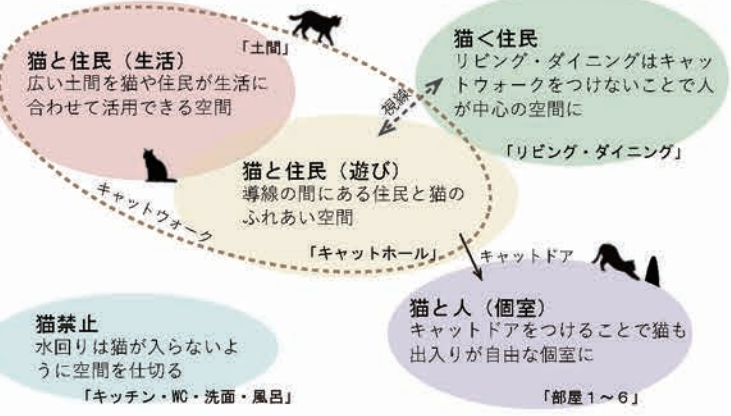 猫と住民（生活）
広い土間を猫や住民が生活に
合わせて活用できる空間
「土間」
猫＜住民
リビング・ダイニングはキャッ
トウォークをつけないことで人
が中心の空間に
「リビング・ダイニング」
視線
猫と住民（遊び）
導線の間にある住民と猫の
ふれあい空間
「キャットホール」
キャットウォーク
キャットドア
猫と人（個室）
キャットドアをつけることで猫も
出入りが自由な個室に
「部屋１～６」
猫禁止
水回りは猫が入らないよ
うに空間を仕切る
「キッチン・WC・洗面・風呂」